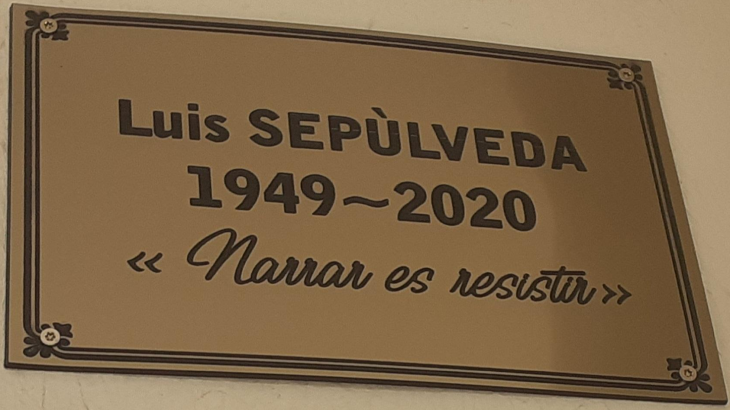 Luis SEPÙLVEDA
1949~2020
« Narrar es resistir »